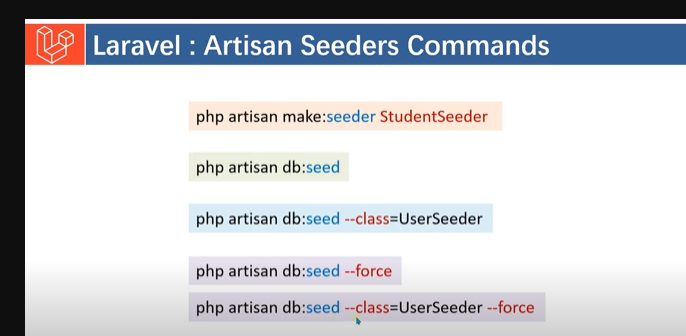 Laravel : Artisan Seeders Commands
php artisan make:seeder StudentSeeder
php artisan db:seed
php artisan db:seed --class=UserSeeder
php artisan db:seed --force
php artisan db:seed --class=UserSeeder --force